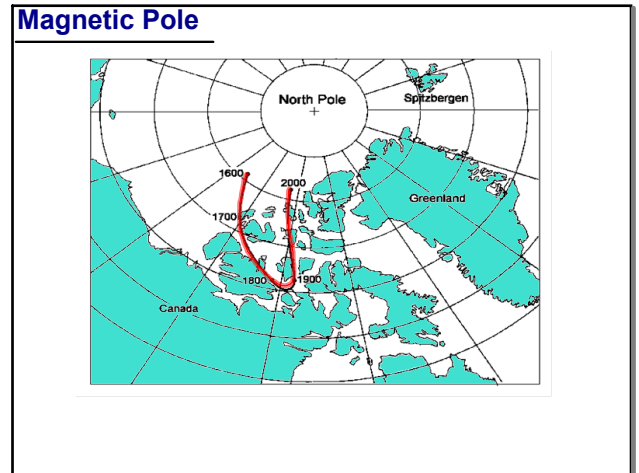 Magnetic Pole
North Pole
Spitzbergen
1600
2000
Greenland
1700
1800
1900
Canada